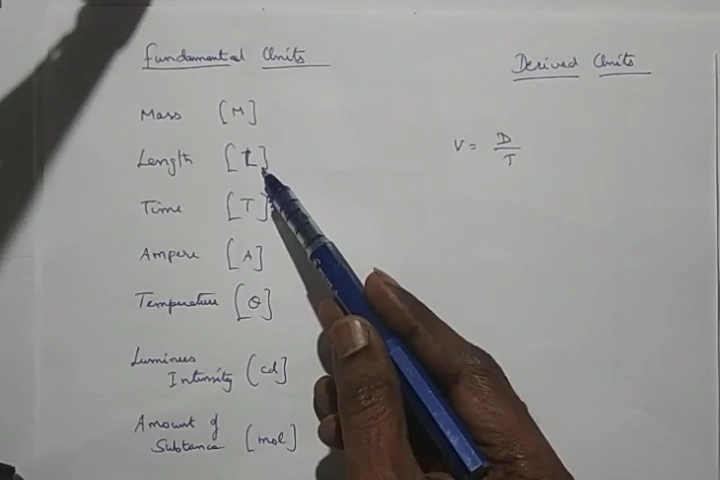 Fundamental Units
Derived Units
Mass [M]
V = D
T
Length [L]
Time [T]
Ampere [A]
Temperature [θ]
Luminous
Intensity [cd]
Amount of
Substance [mol]